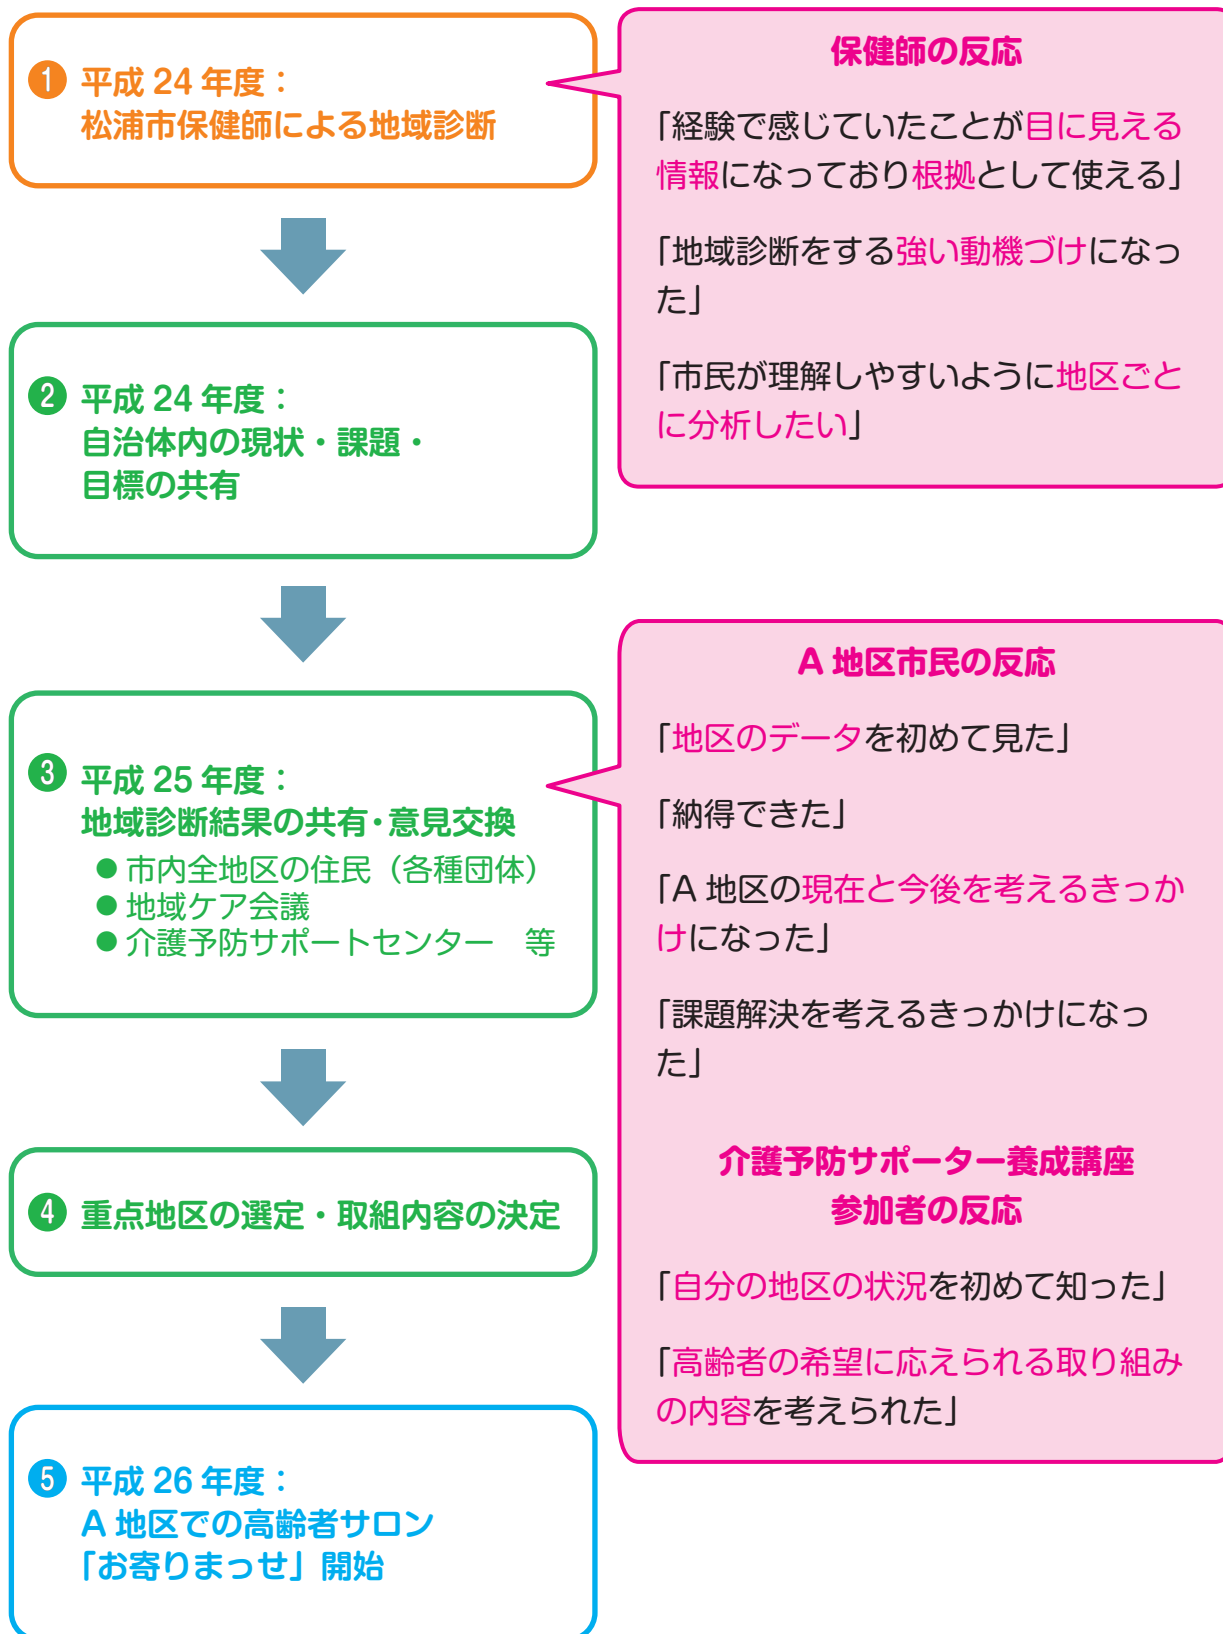 ❶ 平成 24 年度：
松浦市保健師による地域診断
保健師の反応
「経験で感じていたことが目に見える
情報になっており根拠として使える」
「地域診断をする強い動機づけになっ
た」
「市民が理解しやすいように地区ごと
に分析したい」
❷ 平成 24 年度：
自治体内の現状・課題・
目標の共有
❸ 平成 25 年度：
地域診断結果の共有・意見交換
● 市内全地区の住民（各種団体）
● 地域ケア会議
● 介護予防サポートセンター　等
A 地区市民の反応
「地区のデータを初めて見た」
「納得できた」
「A 地区の現在と今後を考えるきっか
けになった」
「課題解決を考えるきっかけになっ
た」
介護予防サポーター養成講座
参加者の反応
「自分の地区の状況を初めて知った」
「高齢者の希望に応えられる取り組み
の内容を考えられた」
❹ 重点地区の選定・取組内容の決定
❺ 平成 26 年度：
A 地区での高齢者サロン
「お寄りまっせ」開始